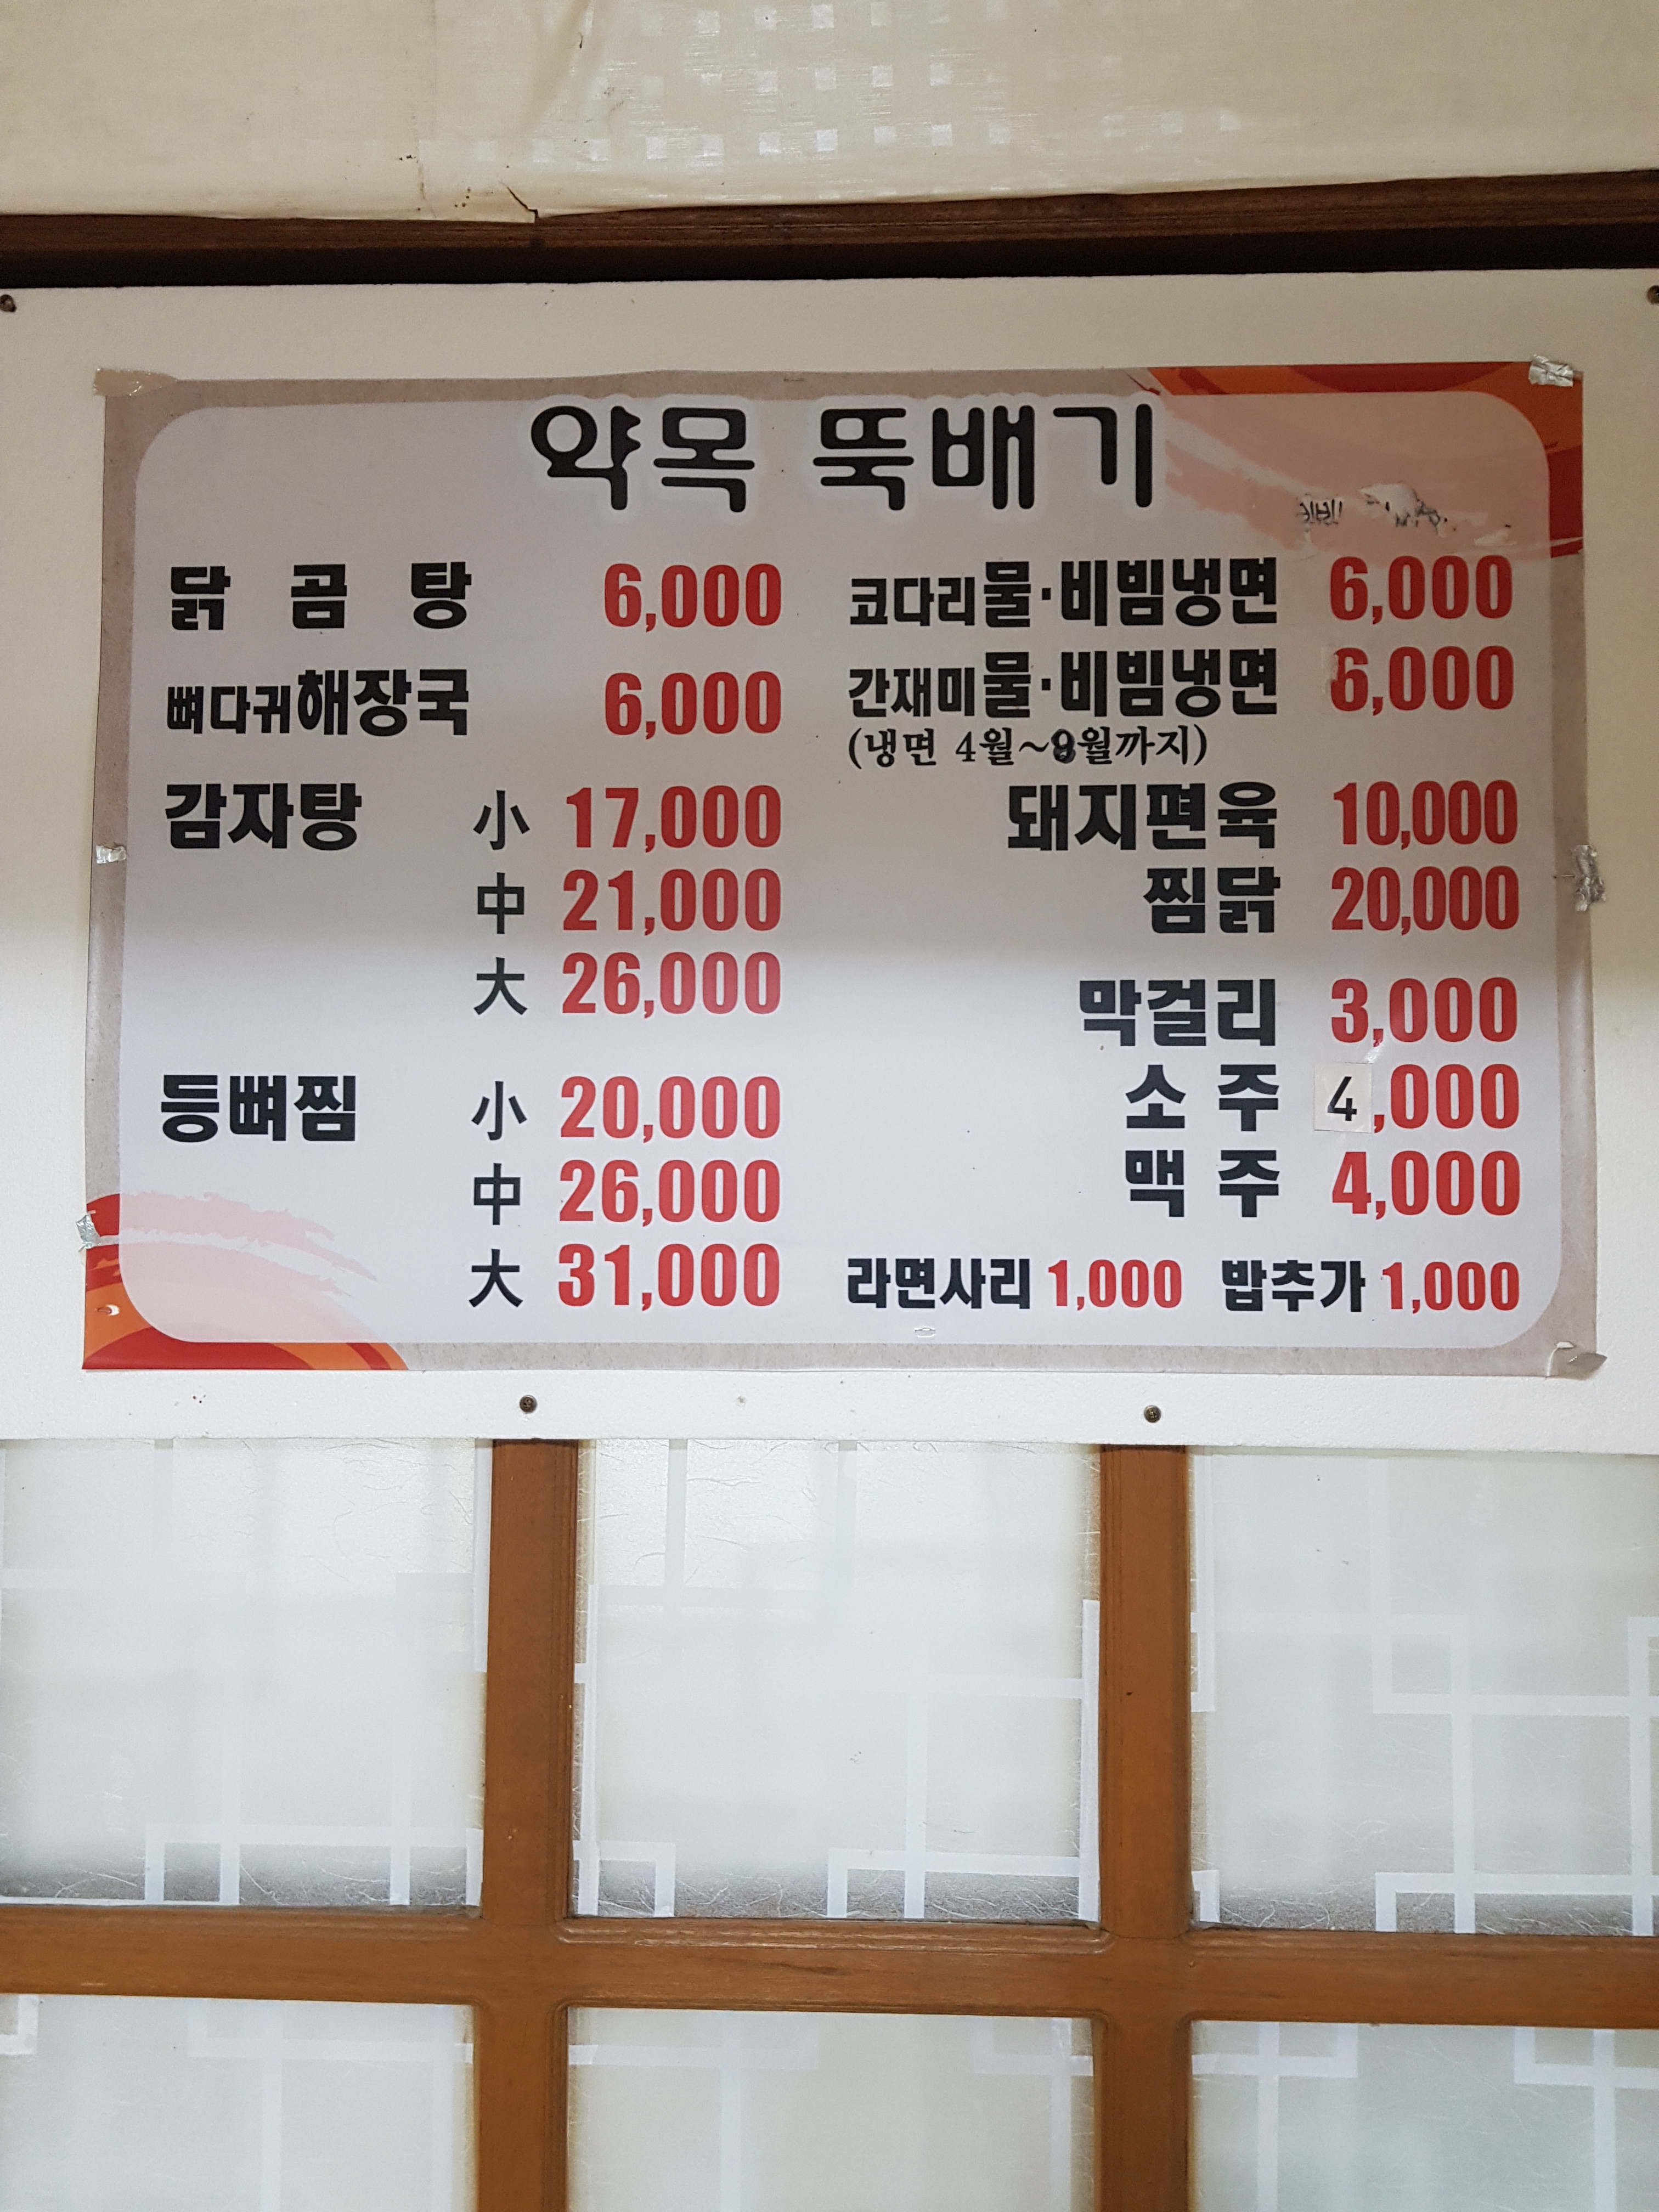 약목 뚝배기
닭 곰 탕 6,000
뼈다귀해장국 6,000
감자탕 小 17,000
中 21,000
大 26,000
등뼈찜 小 20,000
中 26,000
大 31,000
코다리물·비빔냉면 6,000
간재미물·비빔냉면 6,000
(냉면 4월~9월까지)
돼지편육 10,000
찜닭 20,000
막걸리 3,000
소 주 4,000
맥 주 4,000
라면사리 1,000 밥추가 1,000